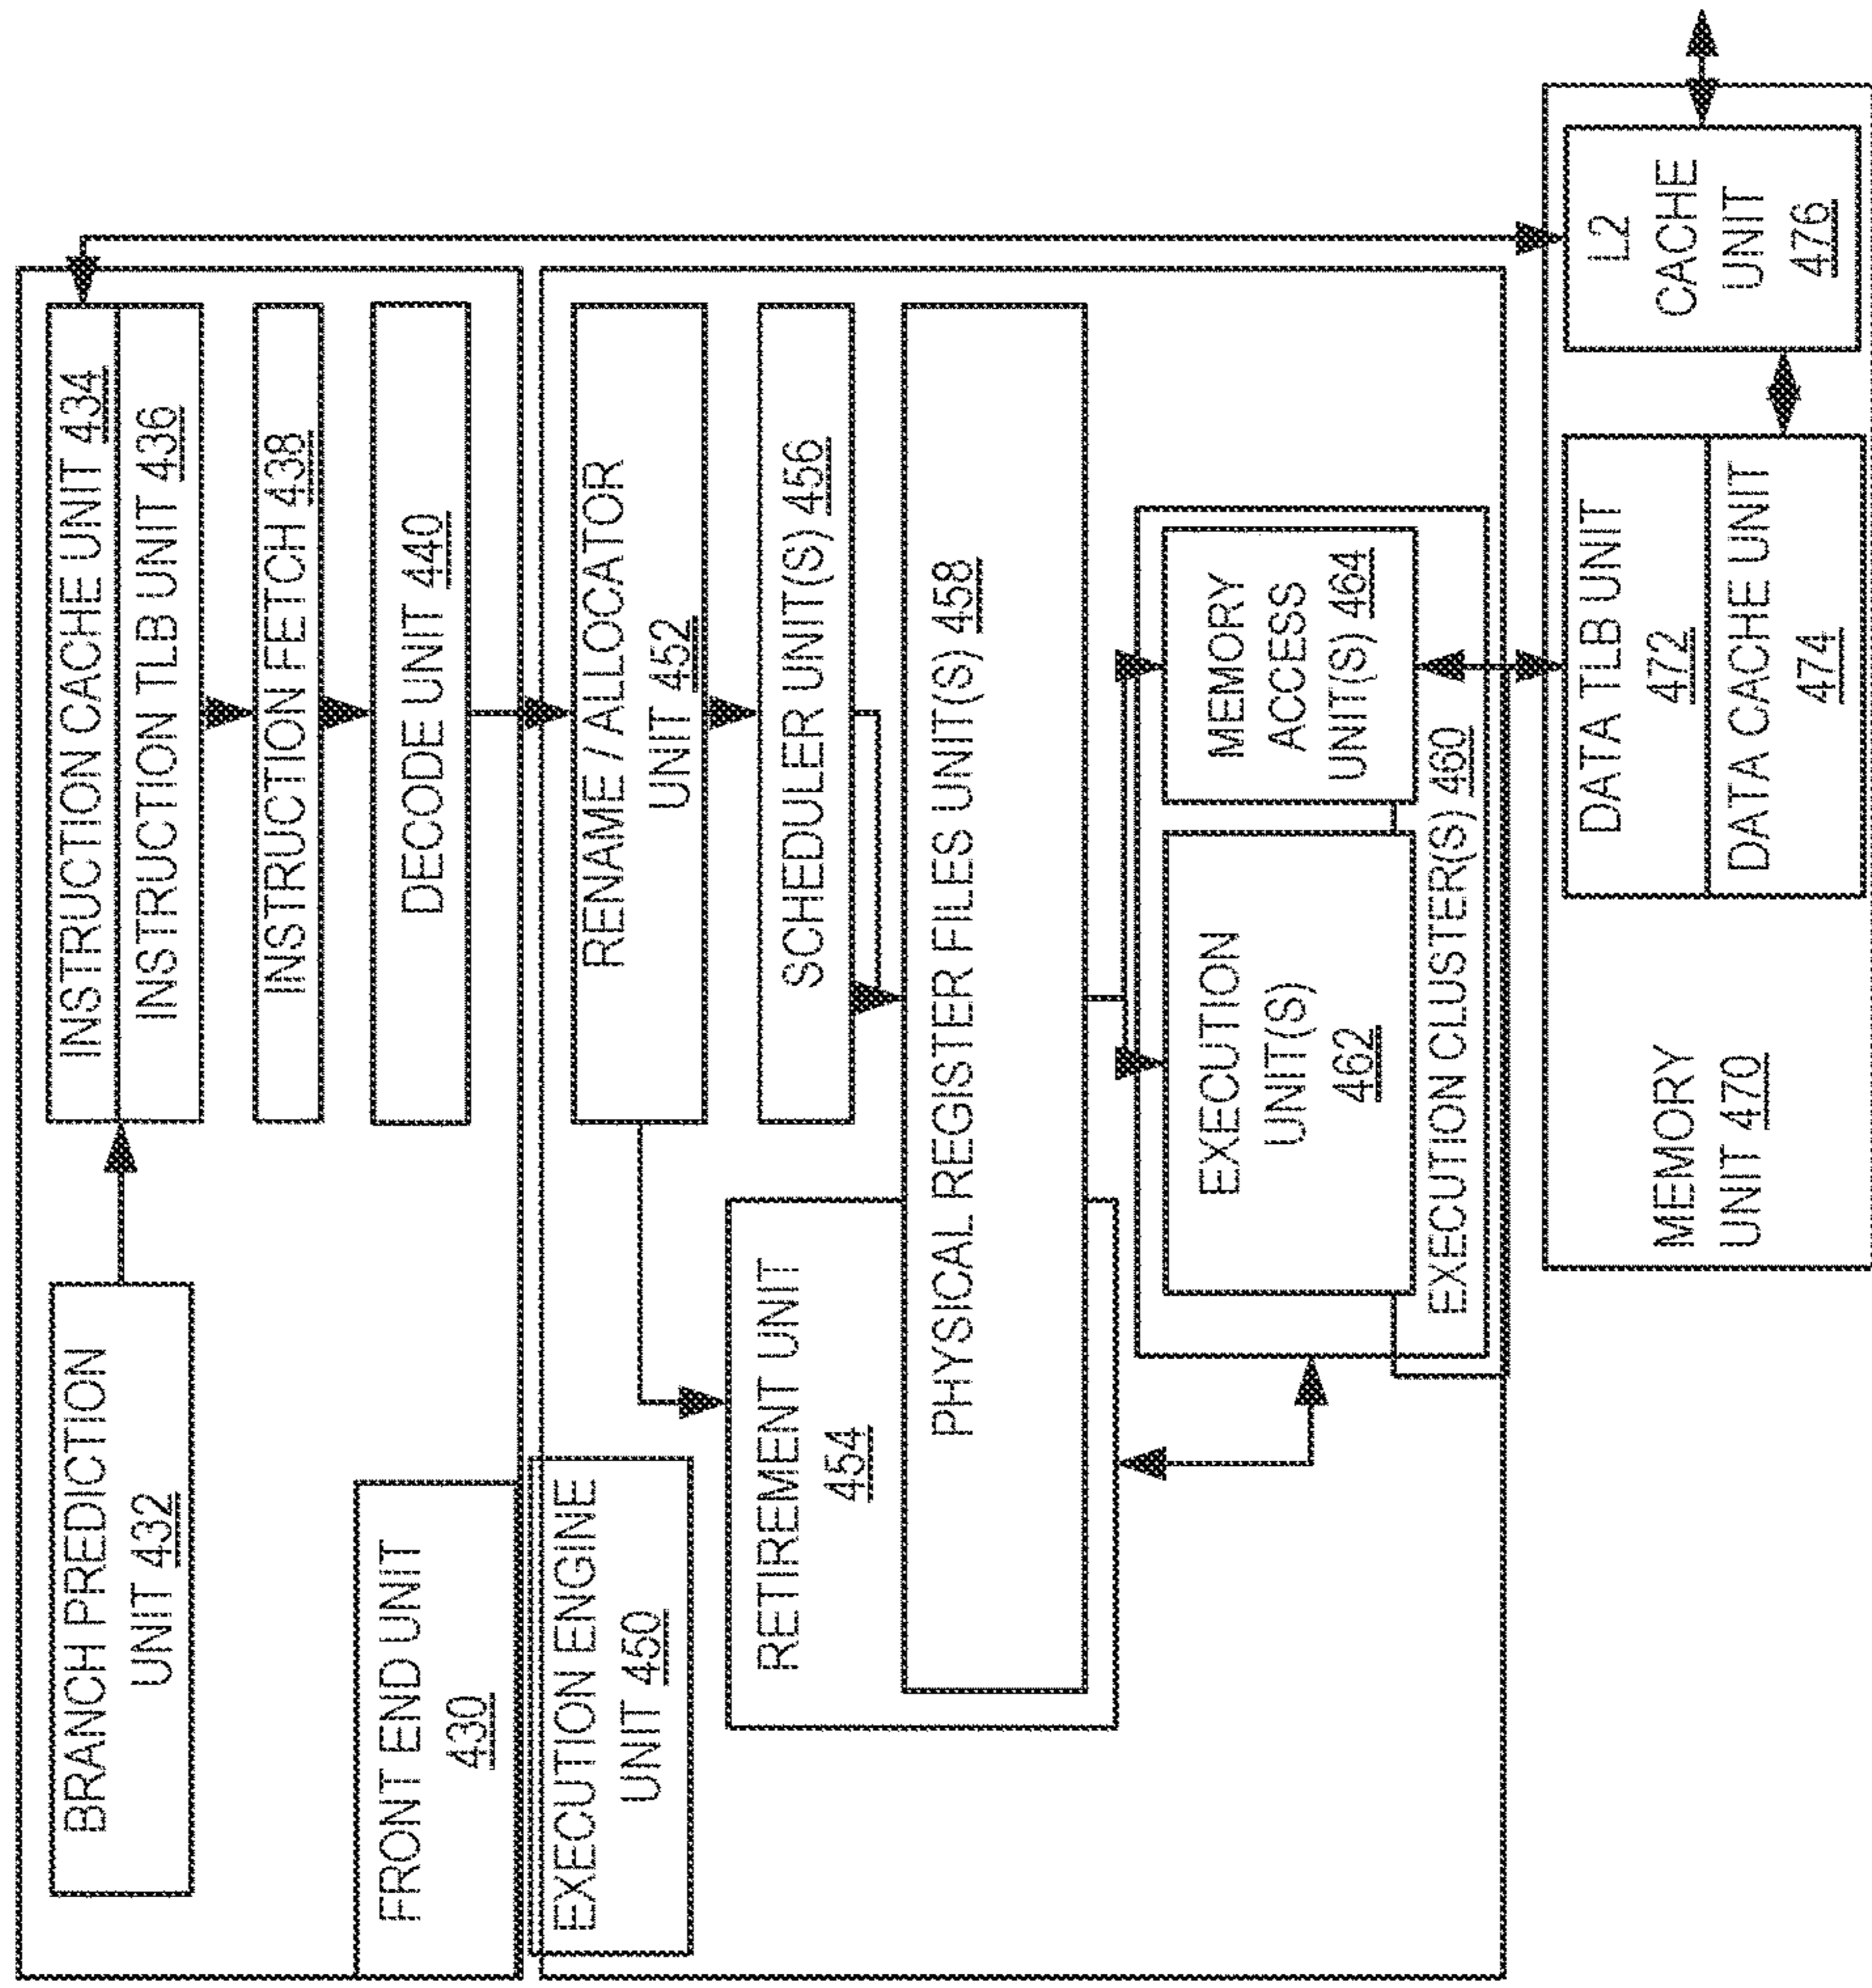 BRANCH PREDICTION
UNIT 432
INSTRUCTION CACHE UNIT 434
INSTRUCTION TLB UNIT 436
INSTRUCTION FETCH 438
DECODE UNIT 440
FRONT END UNIT
430
EXECUTION ENGINE
UNIT 450
RENAME / ALLOCATOR
UNIT 452
RETIREMENT UNIT
454
SCHEDULER UNIT(S) 456
PHYSICAL REGISTER FILES UNIT(S) 458
EXECUTION
UNIT(S)
462
MEMORY
ACCESS
UNIT(S) 464
EXECUTION CLUSTER(S) 460
MEMORY
UNIT 470
DATA TLB UNIT
472
DATA CACHE UNIT
474
L2
CACHE
UNIT
476